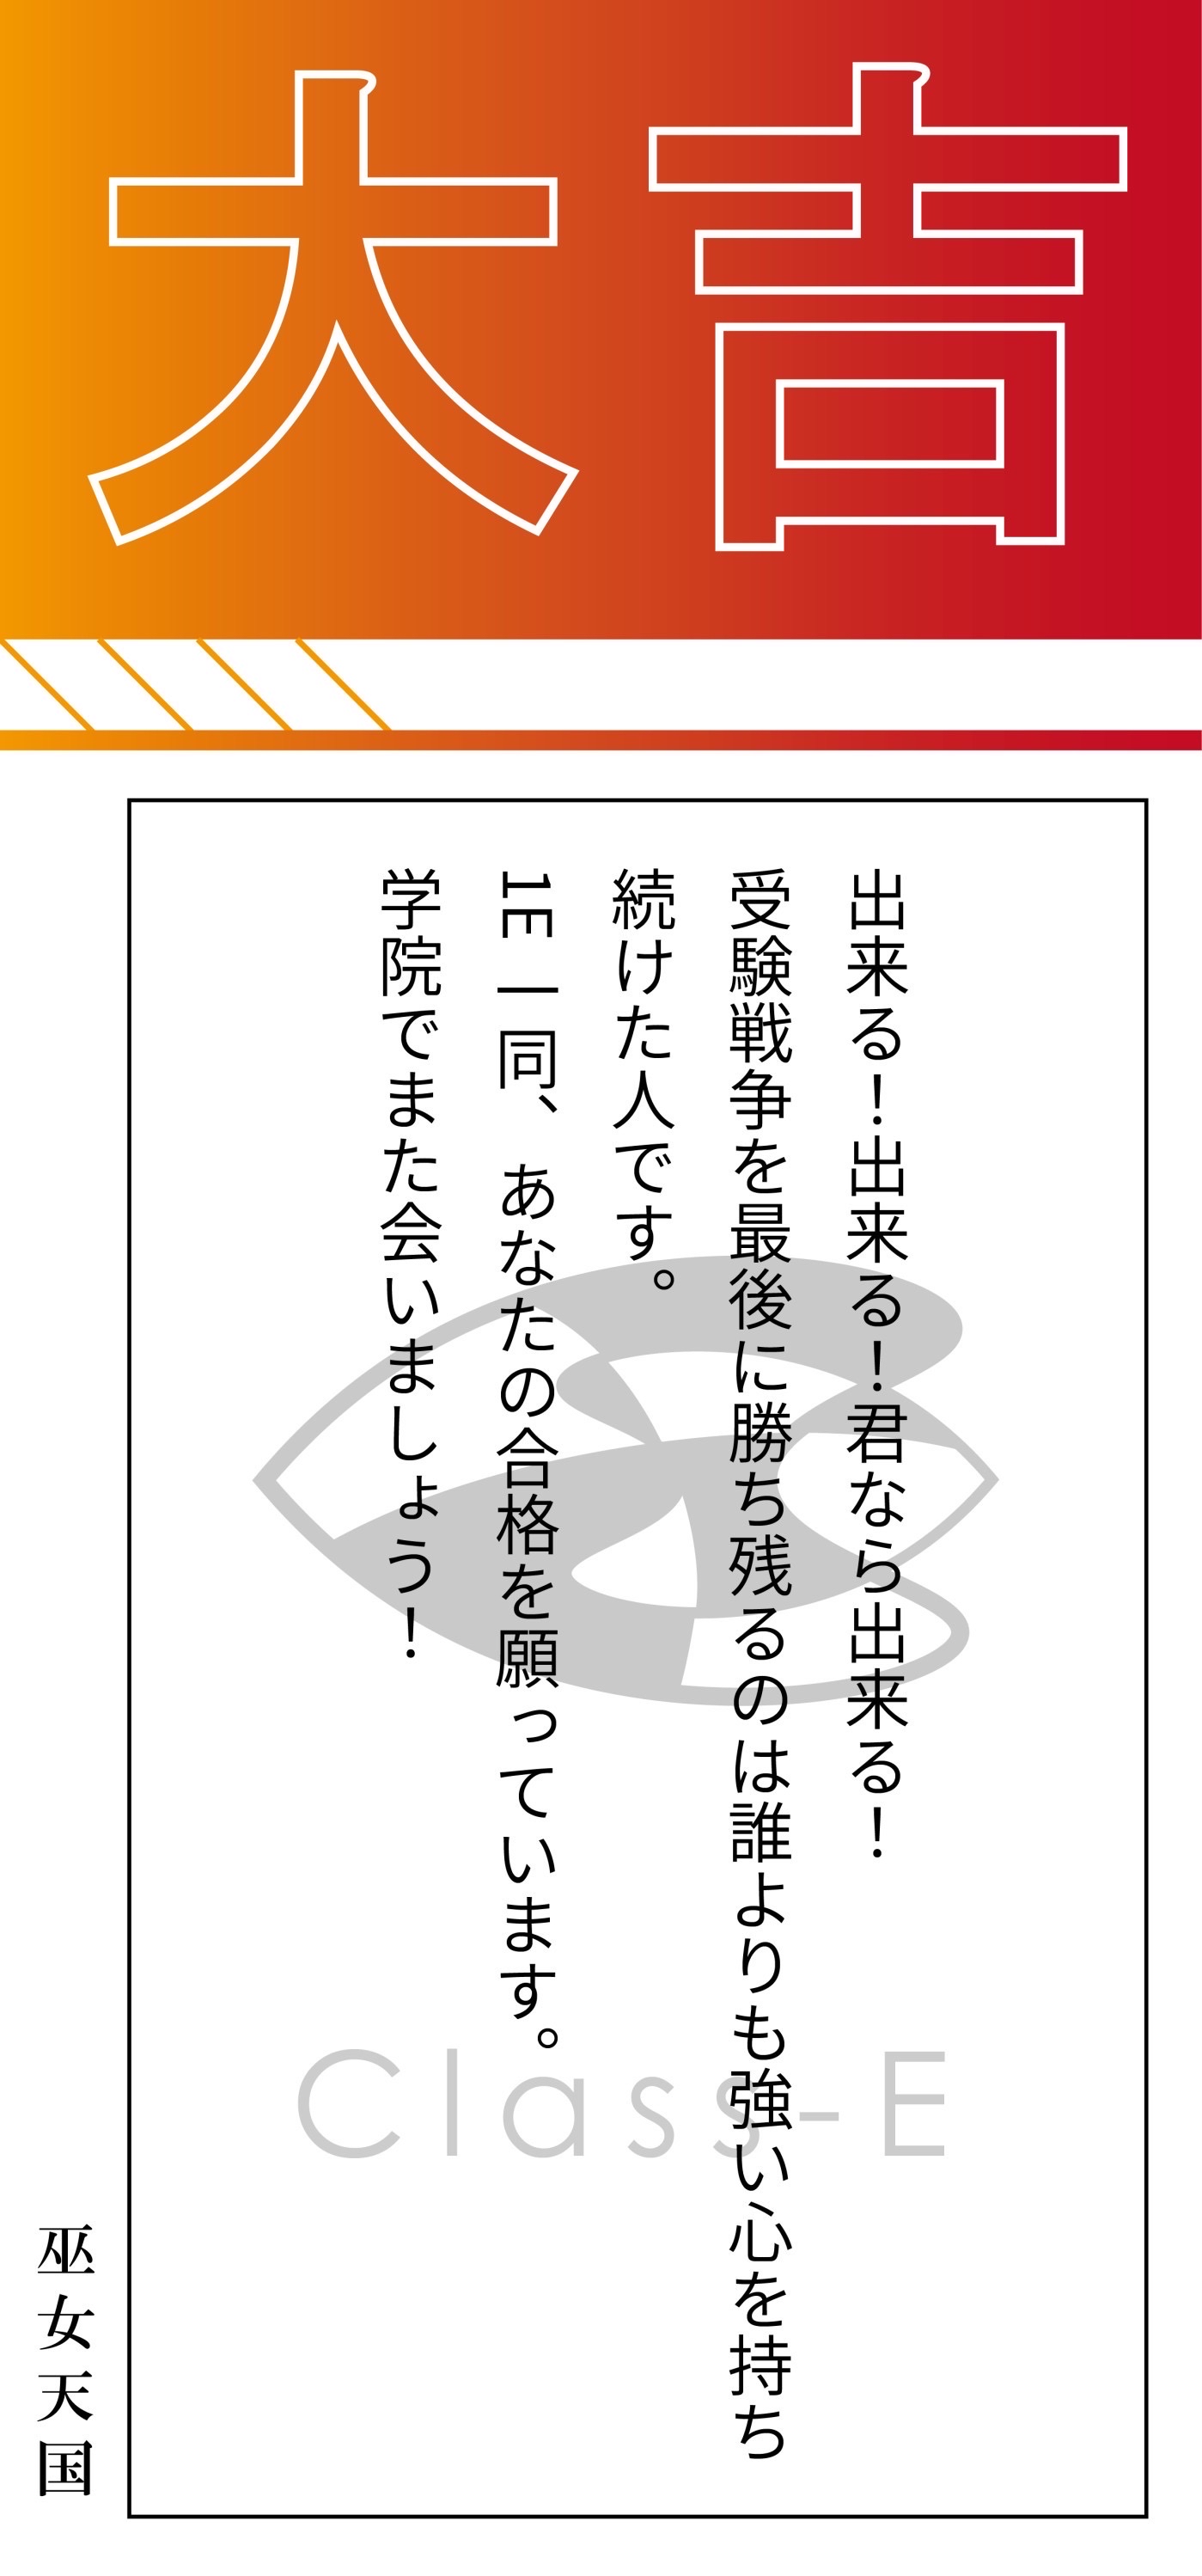 大吉
出来る！出来る！君なら出来る！
受験戦争を最後に勝ち残るのは誰よりも強い心を持ち
続けた人です。
1E一同、あなたの合格を願っています。
学院でまた会いましょう！
Class-E
巫女天国